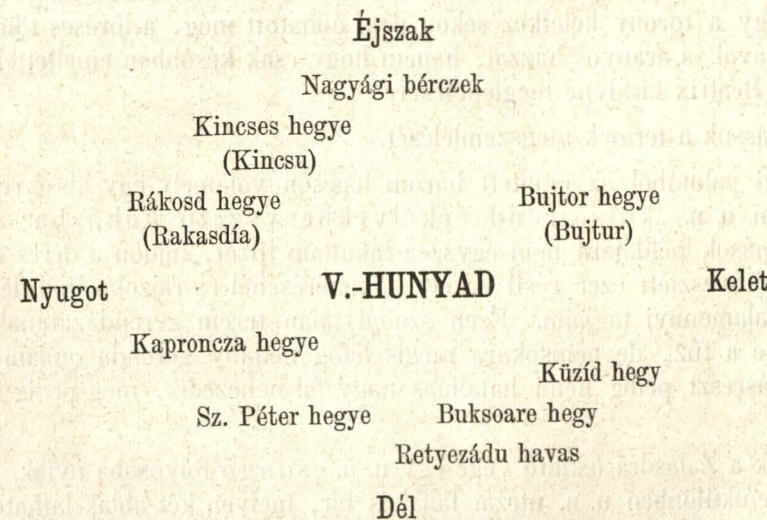 Éjszak
Nagyági bérczek
Kincses hegye
(Kincsu)
Rákosd hegye
(Rakasdía)
Bujtor hegye
(Bujtur)
Nyugot
V.-HUNYAD
Kelet
Kaproncza hegye
Küzíd hegy
Sz. Péter hegye
Buksoare hegy
Retyezádu havas
Dél